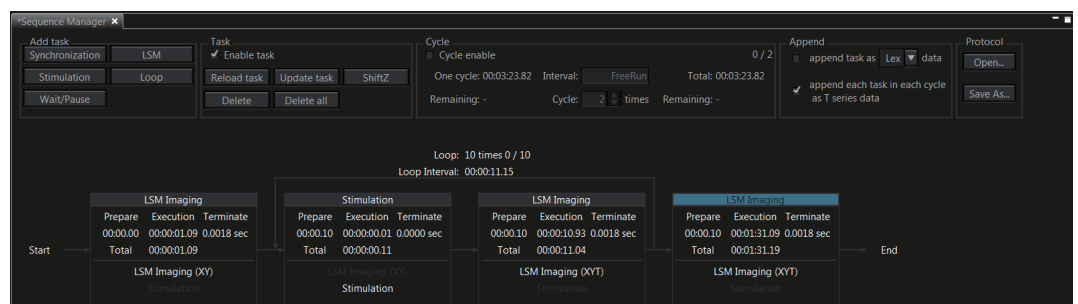 *Sequence Manager ✖
Add task
Synchronization LSM
Stimulation Loop
Wait/Pause
Task
Enable task
Reload task Update task ShiftZ
Delete Delete all
Cycle
Cycle enable 0 / 2
One cycle: 00:03:23.82 Interval: FreeRun Total: 00:03:23.82
Remaining: - Cycle: 2 times Remaining: -
Append
append task as Lex data
append each task in each cycle
as T series data
Protocol
Open...
Save As...
Loop: 10 times 0 / 10
Loop Interval: 00:00:11.15
Start
LSM Imaging
Prepare Execution Terminate
00:00.00 00:00:01.09 0.0018 sec
Total 00:00:01.09
LSM Imaging (XY)
Stimulation
Stimulation
Prepare Execution Terminate
00:00.10 00:00:00.01 0.0000 sec
Total 00:00:00.11
LSM Imaging (XY)
Stimulation
LSM Imaging
Prepare Execution Terminate
00:00.10 00:00:10.93 0.0018 sec
Total 00:00:11.04
LSM Imaging (XYT)
Stimulation
LSM Imaging
Prepare Execution Terminate
00:00.10 00:01:31.09 0.0018 sec
Total 00:01:31.19
LSM Imaging (XYT)
Stimulation
End